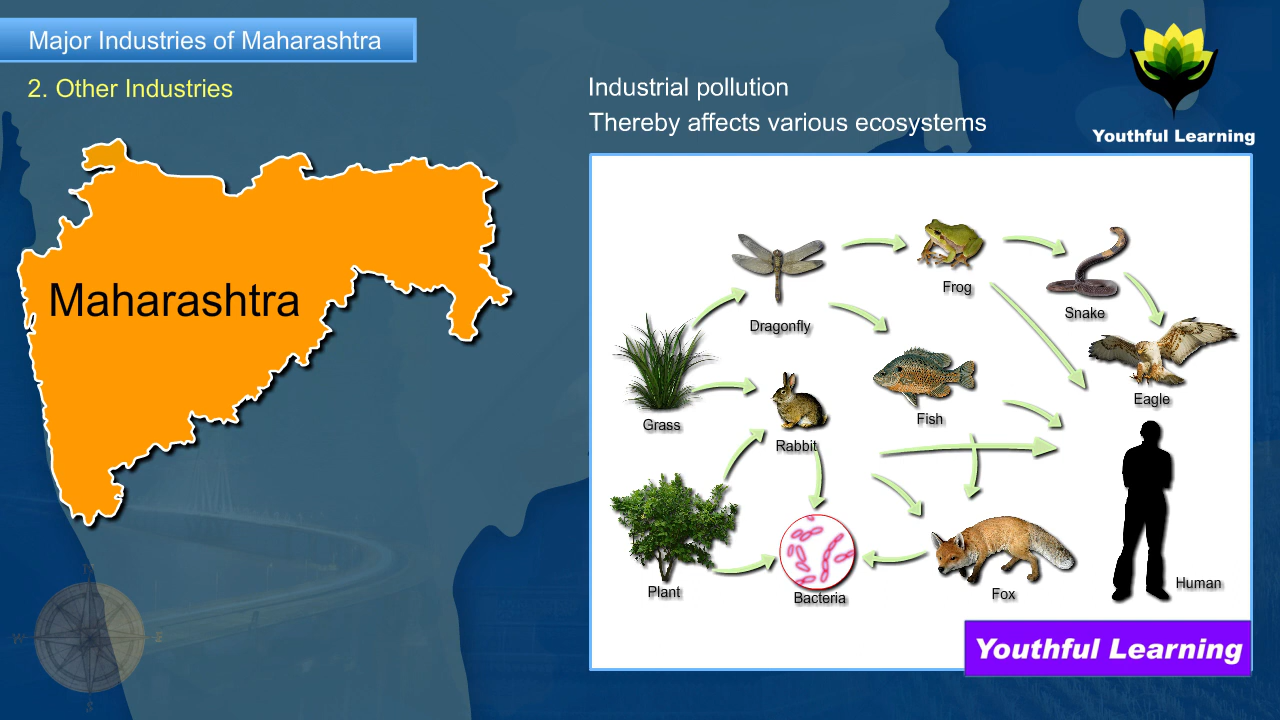 Major Industries of Maharashtra
2. Other Industries
Maharashtra
Industrial pollution
Thereby affects various ecosystems
Youthful Learning
Frog
Snake
Dragonfly
Eagle
Fish
Grass
Rabbit
Human
Plant
Bacteria
Fox
Youthful Learning
W
E
S